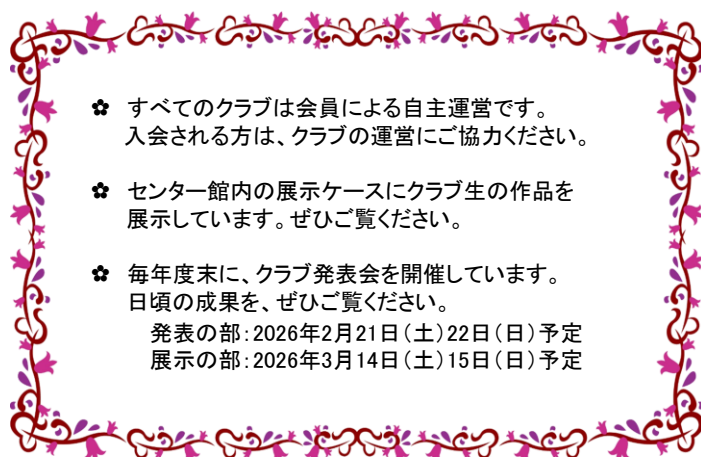 ✿ すべてのクラブは会員による自主運営です。
入会される方は、クラブの運営にご協力ください。
✿ センター館内の展示ケースにクラブ生の作品を
展示しています。ぜひご覧ください。
✿ 毎年度末に、クラブ発表会を開催しています。
日頃の成果を、ぜひご覧ください。
発表の部:2026年2月21日(土)22日(日)予定
展示の部:2026年3月14日(土)15日(日)予定